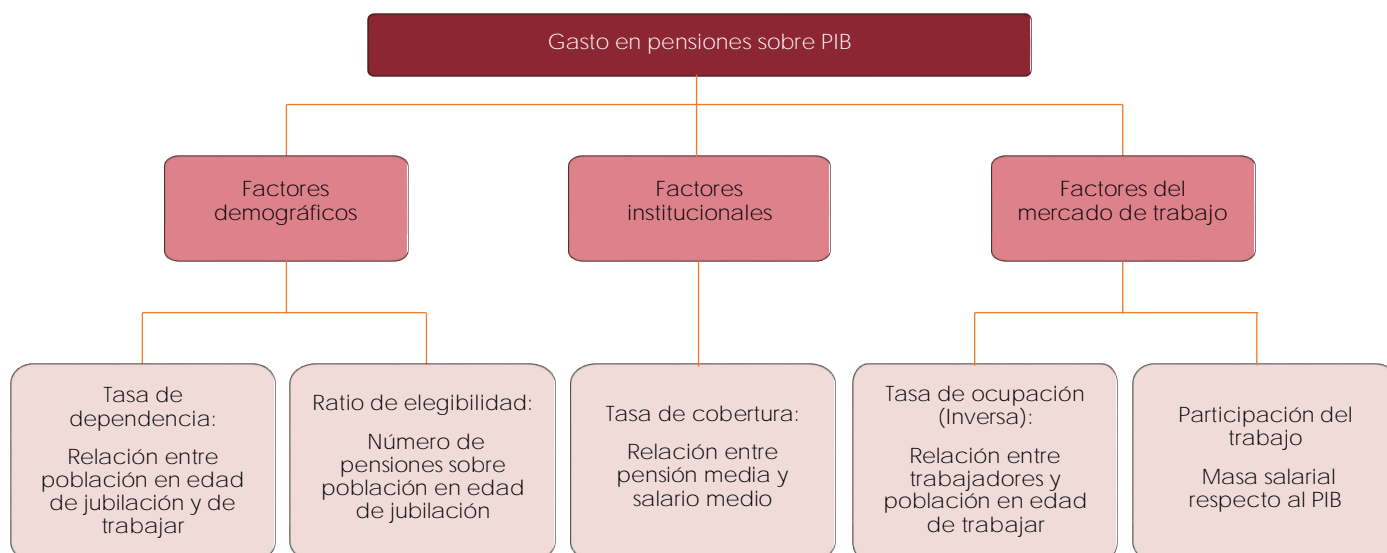 Gasto en pensiones sobre PIB
Factores
demográficos
Factores
institucionales
Factores del
mercado de trabajo
Tasa de
dependencia:
Relación entre
población en edad
de jubilación y de
trabajar
Ratio de elegibilidad:
Número de
pensiones sobre
población en edad
de jubilación
Tasa de cobertura:
Relación entre
pensión media y
salario medio
Tasa de ocupación
(Inversa):
Relación entre
trabajadores y
población en edad
de trabajar
Participación del
trabajo
Masa salarial
respecto al PIB